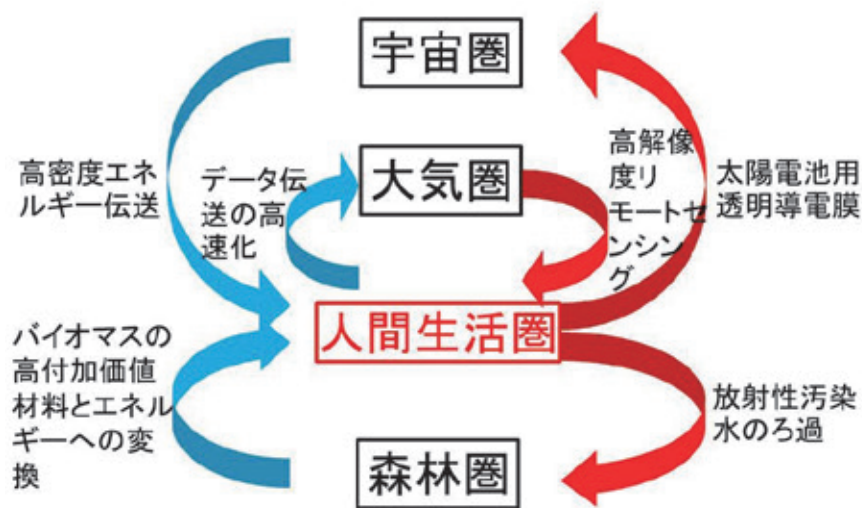 宇宙圏
大気圏
高密度エネ
ルギー伝送
データ伝
送の高
速化
高解像
度リ
モートセ
ンシン
グ
太陽電池用
透明導電膜
人間生活圏
バイオマスの
高付加価値
材料とエネル
ギーへの変
換
放射性汚染
水のろ過
森林圏